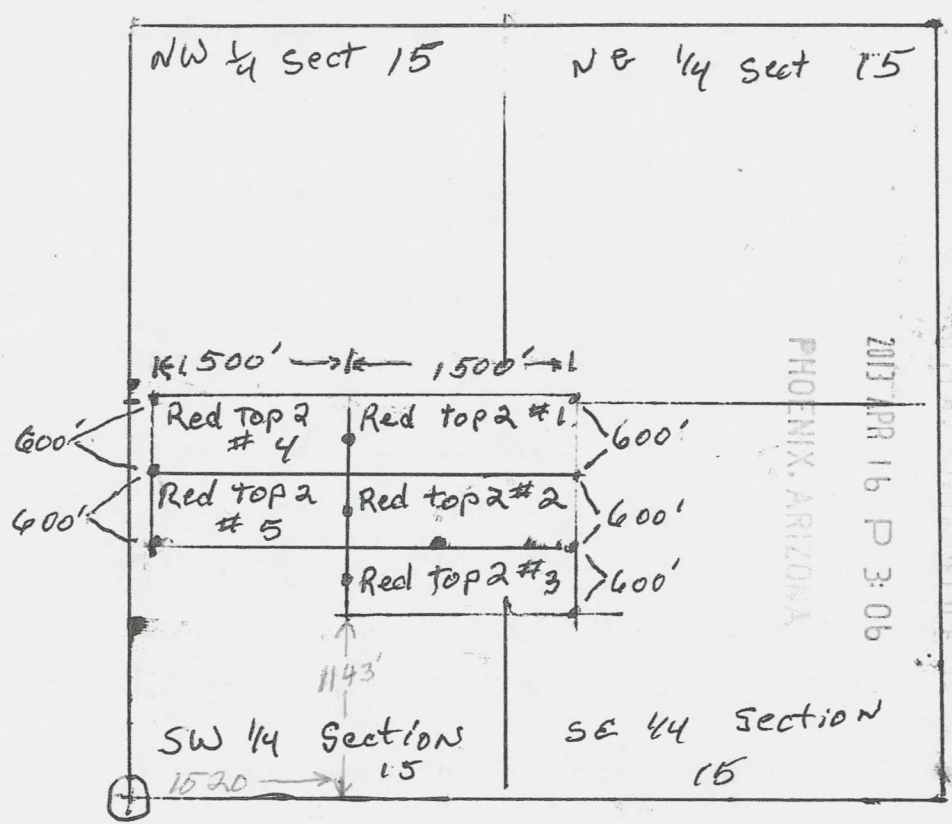 NW 1/4 Sect 15
NE 1/4 Sect 15
1500'
1500'
Red Top 2
# 4
Red Top 2 #1
600'
600'
Red Top 2
# 5
Red Top 2 #2
600'
600'
Red Top 2 #3
600'
1143'
SW 1/4 Section
15
SE 1/4 Section
15
1520
2013 APR 16 P 3:06
PHOENIX, ARIZONA